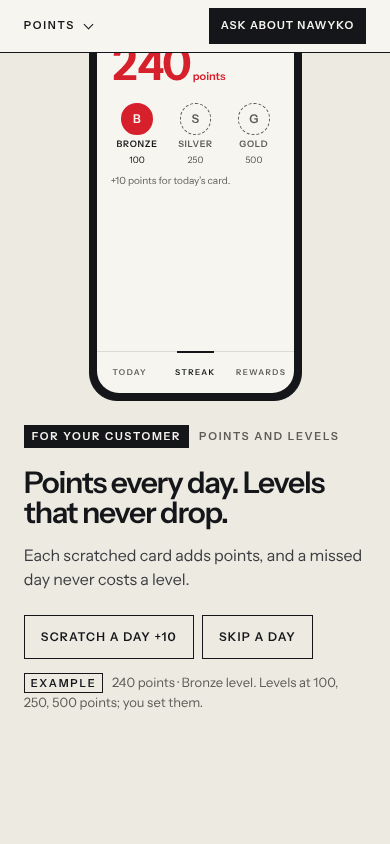 POINTS
ASK ABOUT NAWYKO
240 points
B S G
BRONZE SILVER GOLD
100 250 500
+10 points for today's card.
TODAY STREAK REWARDS
FOR YOUR CUSTOMER POINTS AND LEVELS
Points every day. Levels
that never drop.
Each scratched card adds points, and a missed
day never costs a level.
SCRATCH A DAY +10 SKIP A DAY
EXAMPLE 240 points · Bronze level. Levels at 100,
250, 500 points; you set them.